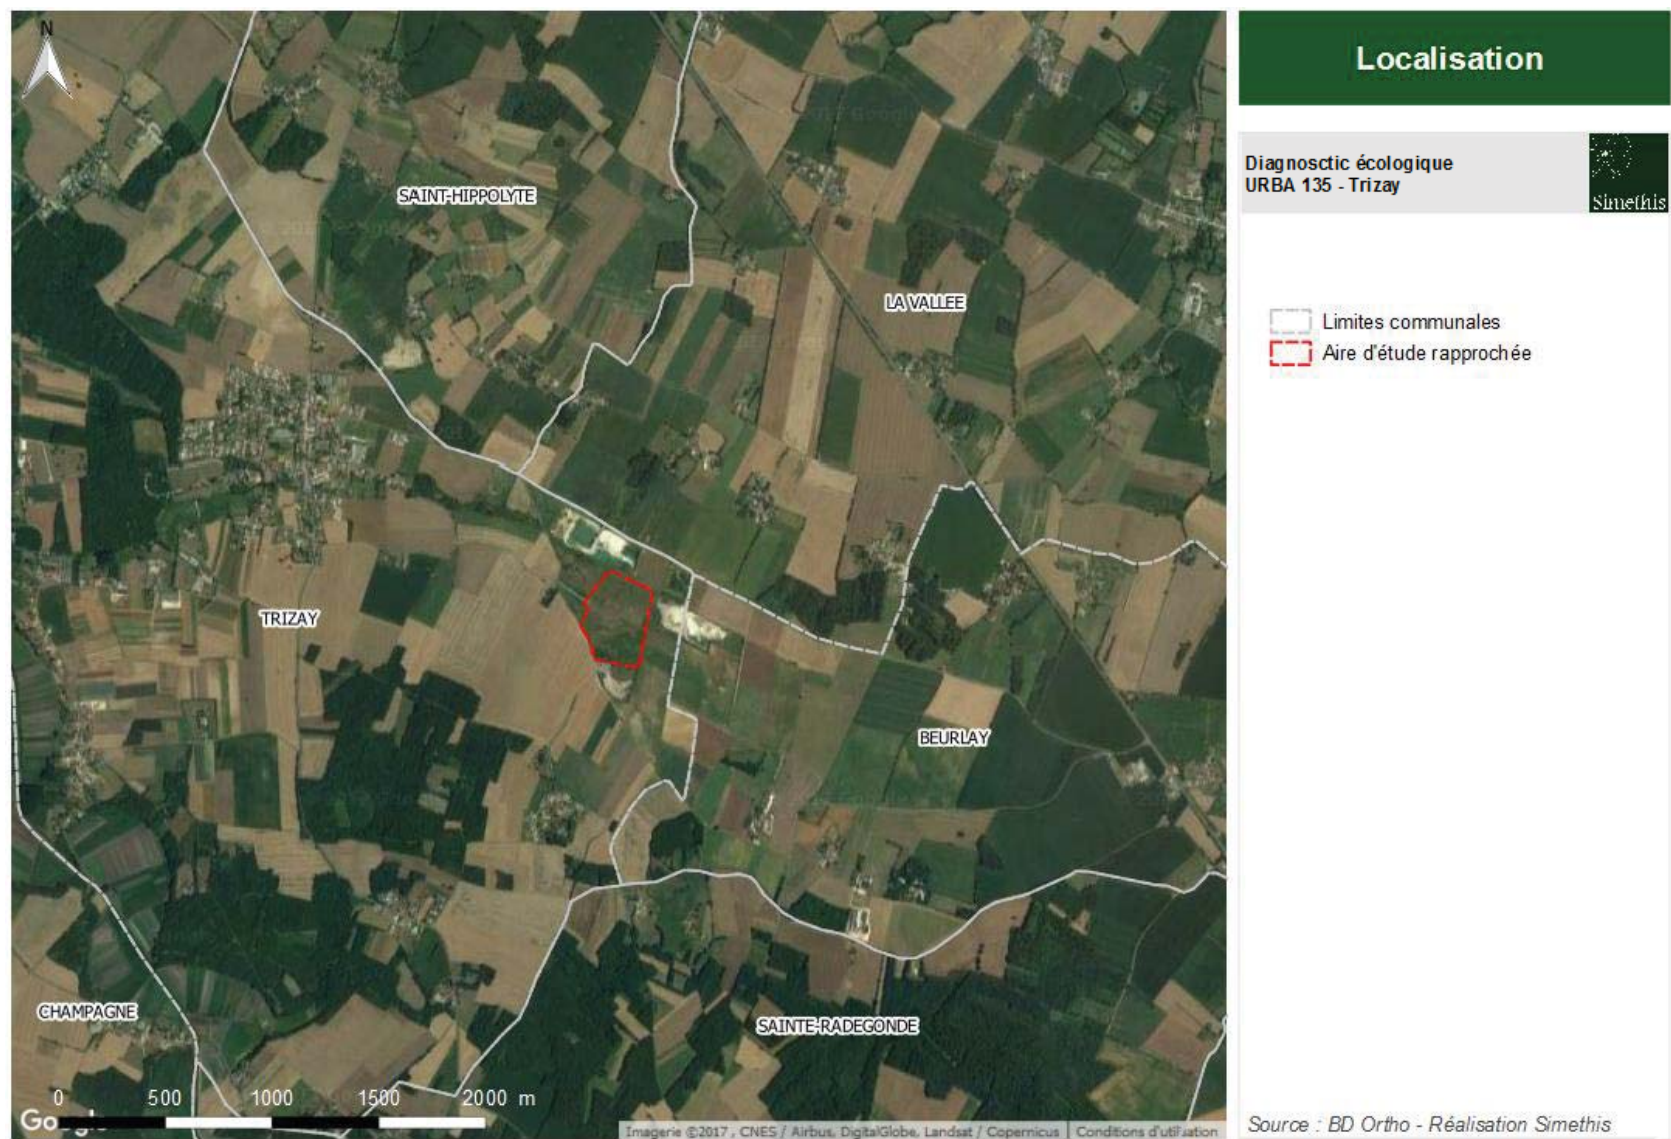 N
Localisation
Diagnosctic écologique
URBA 135 - Trizay
Simethis
SAINT-HIPPOLYTE
LA VALLEE
Limites communales
Aire d'étude rapprochée
TRIZAY
BEURLAY
CHAMPAGNE
SAINTE-RADEGONDE
0 500 1000 1500 2000 m
Google
Imagerie ©2017 , CNES / Airbus, DigitalGlobe, Landsat / Copernicus Conditions d'utilisation
Source : BD Ortho - Réalisation Simethis